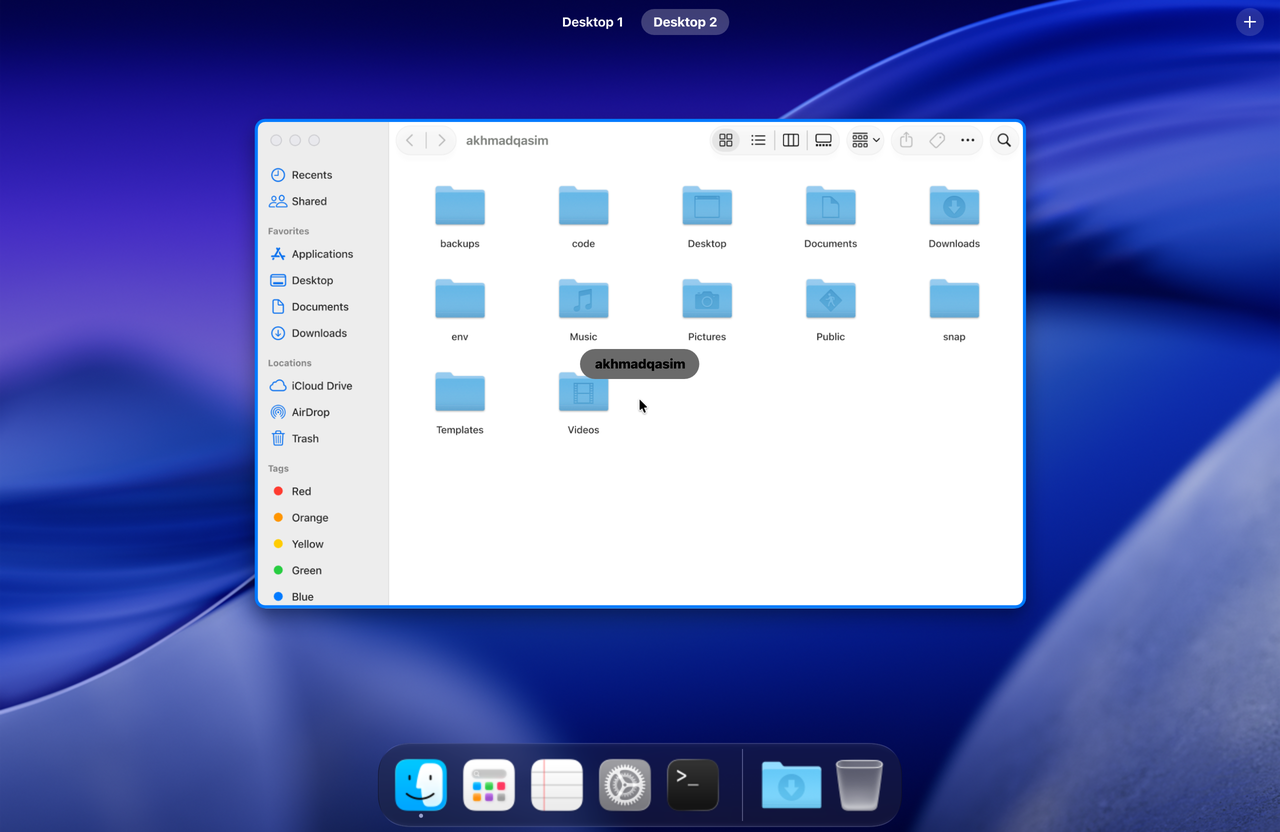 Desktop 1 Desktop 2
akhmadqasim
Recents
Shared
Favorites
Applications
Desktop
Documents
Downloads
Locations
iCloud Drive
AirDrop
Trash
Tags
Red
Orange
Yellow
Green
Blue
backups code Desktop Documents Downloads
env Music Pictures Public snap
akhmadqasim
Templates Videos
>_